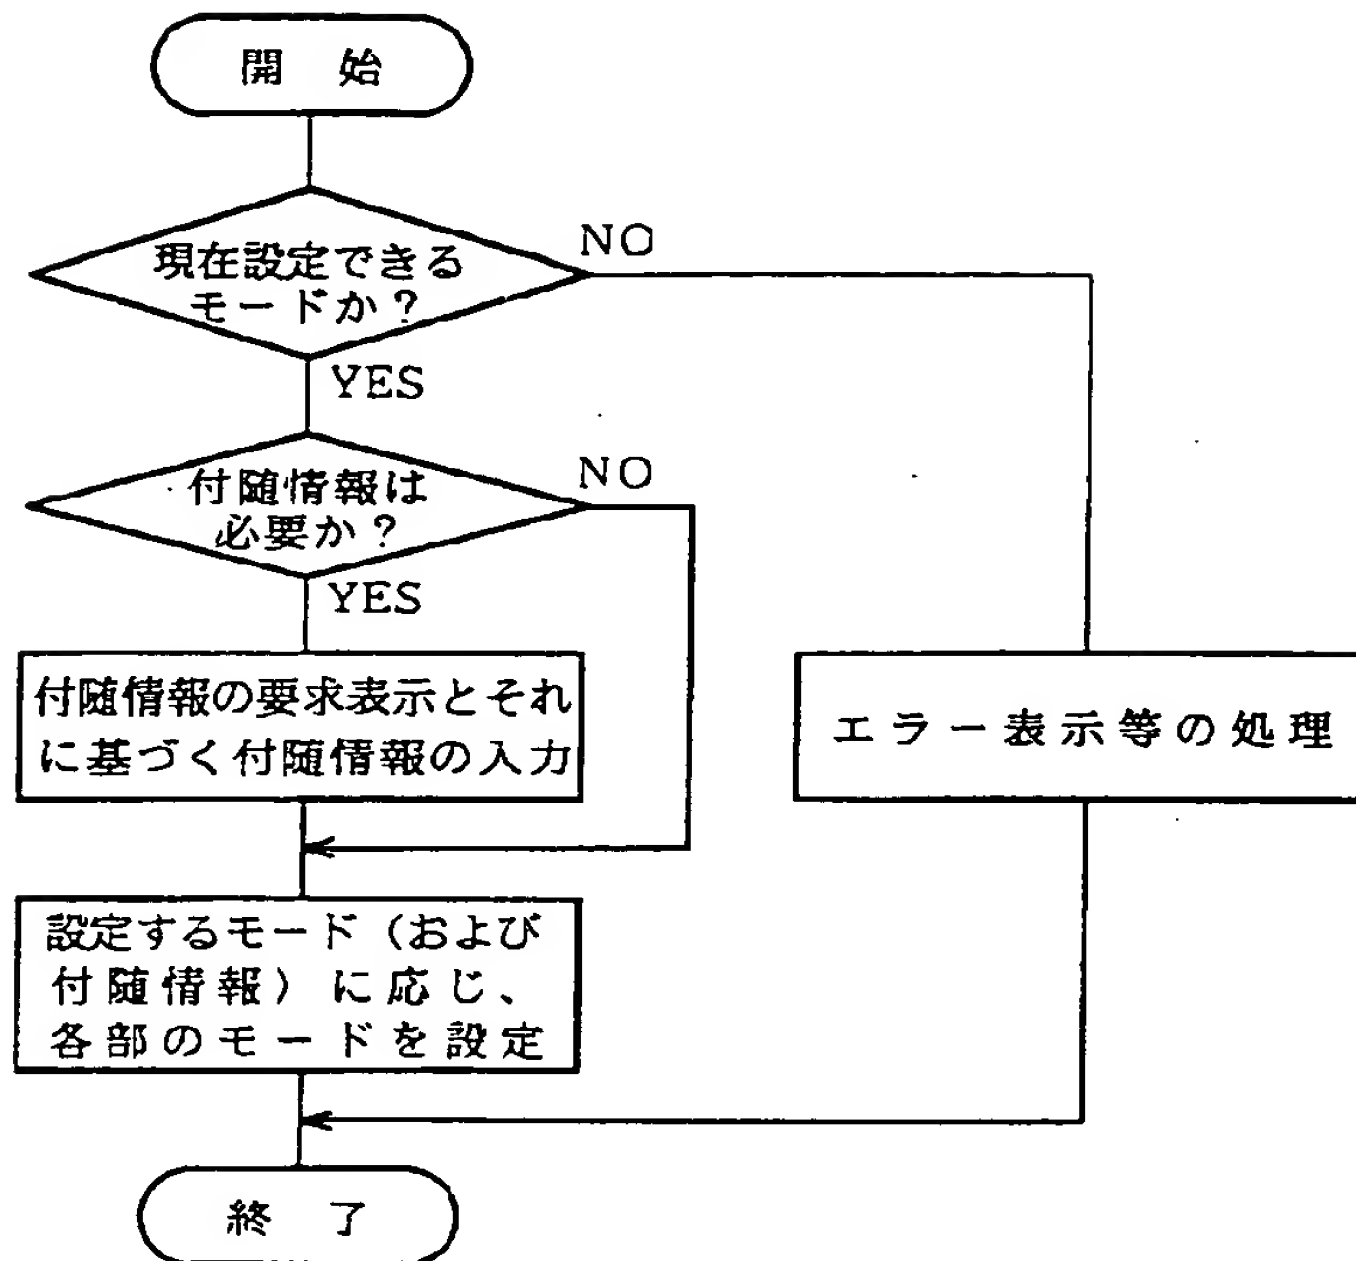 開 始
現在設定できる
モードか？
NO
YES
付随情報は
必要か？
NO
YES
付随情報の要求表示とそれ
に基づく付随情報の入力
エラー表示等の処理
設定するモード（および
付随情報）に応じ、
各部のモードを設定
終 了